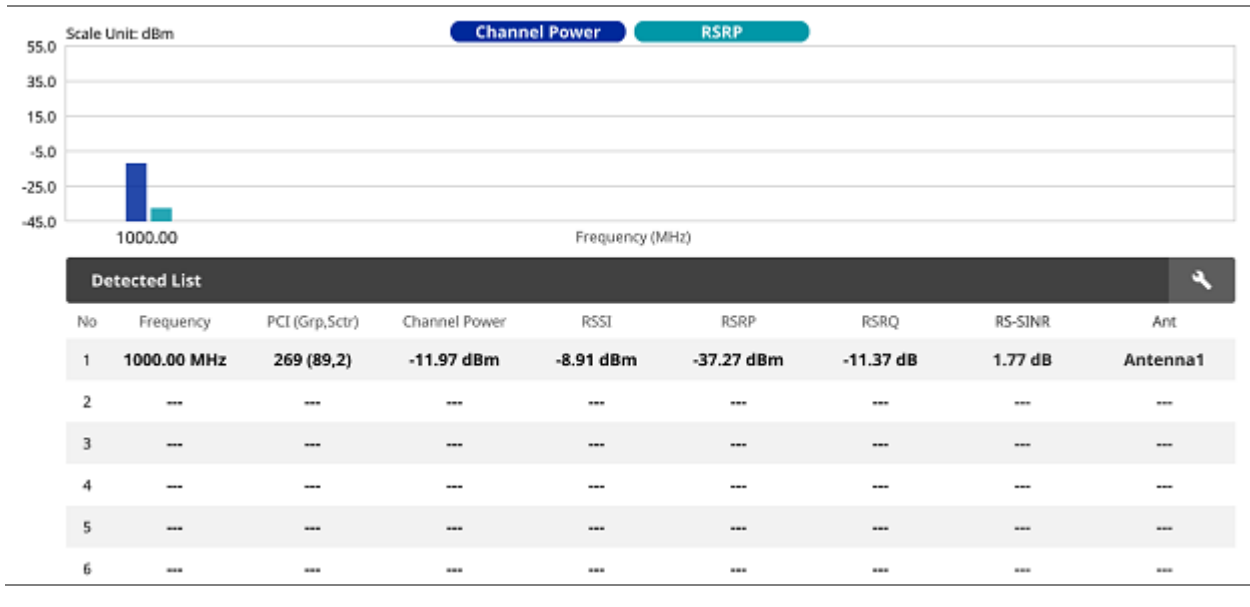 Scale Unit: dBm
Channel Power RSRP
55.0
35.0
15.0
-5.0
-25.0
-45.0
1000.00 Frequency (MHz)
Detected List
No Frequency PCI (Grp,Sctr) Channel Power RSSI RSRP RSRQ RS-SINR Ant
1 1000.00 MHz 269 (89,2) -11.97 dBm -8.91 dBm -37.27 dBm -11.37 dB 1.77 dB Antenna1
2 --- --- --- --- --- --- --- ---
3 --- --- --- --- --- --- --- ---
4 --- --- --- --- --- --- --- ---
5 --- --- --- --- --- --- --- ---
6 --- --- --- --- --- --- --- ---